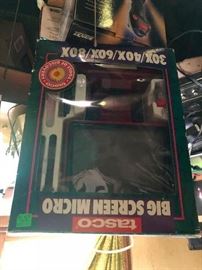 tasco
BIG SCREEN MICRO
30X/40X/60X/80X